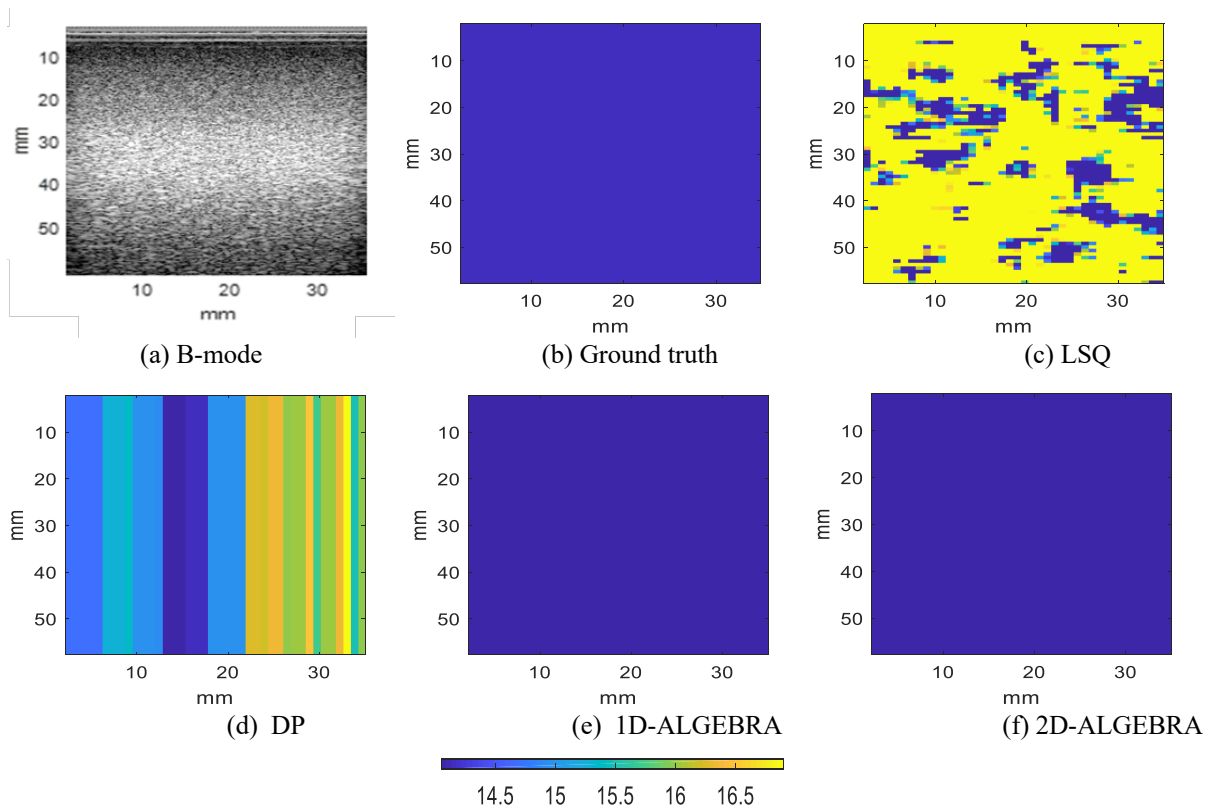 10
20
30
40
50
mm
10 20 30
mm
(a) B-mode
10
20
30
40
50
mm
10 20 30
mm
(b) Ground truth
10
20
30
40
50
mm
10 20 30
mm
(c) LSQ
10
20
30
40
50
mm
10 20 30
mm
(d) DP
10
20
30
40
50
mm
10 20 30
mm
(e) 1D-ALGEBRA
10
20
30
40
50
mm
10 20 30
mm
(f) 2D-ALGEBRA
14.5 15 15.5 16 16.5